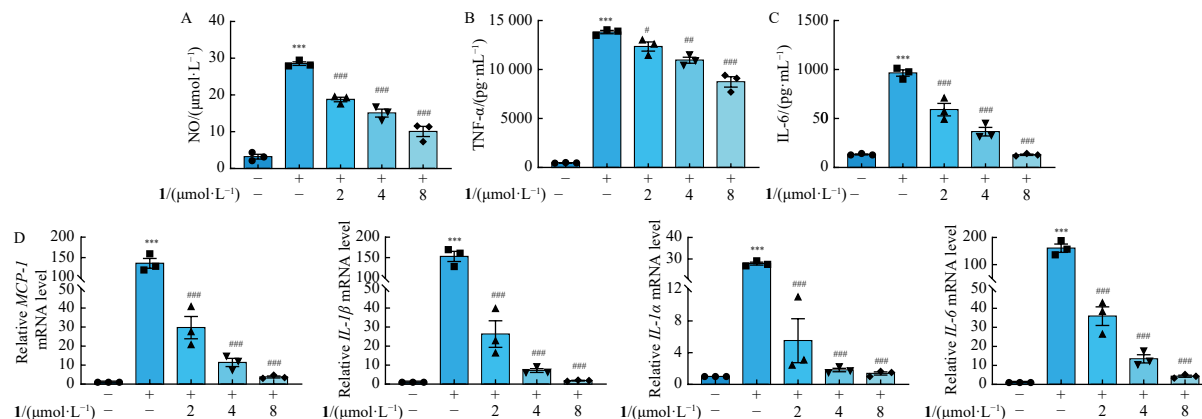 A
NO/(μmol·L⁻¹)
40
30
20
10
0
***
###
###
###
− + + + +
1/(μmol·L⁻¹) − − 2 4 8
B
TNF-α/(pg·mL⁻¹)
15 000
10 000
5000
0
***
#
##
###
− + + + +
1/(μmol·L⁻¹) − − 2 4 8
C
IL-6/(pg·mL⁻¹)
1500
1000
50
0
***
###
###
###
− + + + +
1/(μmol·L⁻¹) − − 2 4 8
D
Relative MCP-1
mRNA level
200
150
100
50
40
30
20
10
0
***
###
###
###
− + + + +
1/(μmol·L⁻¹) − − 2 4 8
Relative IL-1β mRNA level
200
150
100
50
40
30
20
10
0
***
###
###
###
− + + + +
1/(μmol·L⁻¹) − − 2 4 8
Relative IL-1α mRNA level
40
30
20
12
8
4
0
***
###
###
###
− + + + +
1/(μmol·L⁻¹) − − 2 4 8
Relative IL-6 mRNA level
200
150
100
50
40
30
20
10
0
***
###
###
###
− + + + +
1/(μmol·L⁻¹) − − 2 4 8